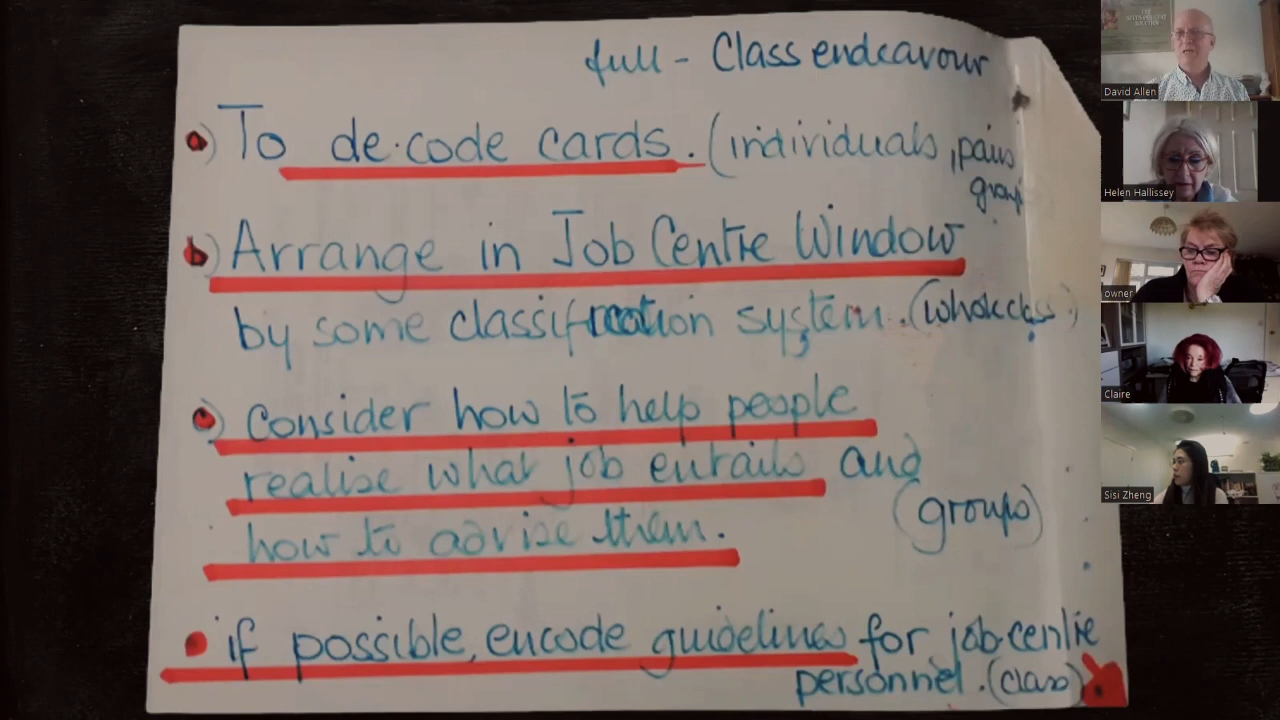 full - Class endeavour
a) To de.code cards. (individuals, pairs
groups
b) Arrange in Job Centre Window
by some classification system. (whole class.)
c) Consider how to help people
realise what job entails and
how to advise them.
(groups)
if possible, encode guidelines for job-centre
personnel. (class)
David Allen
Helen Hallissey
owner
Claire
Sisi Zheng